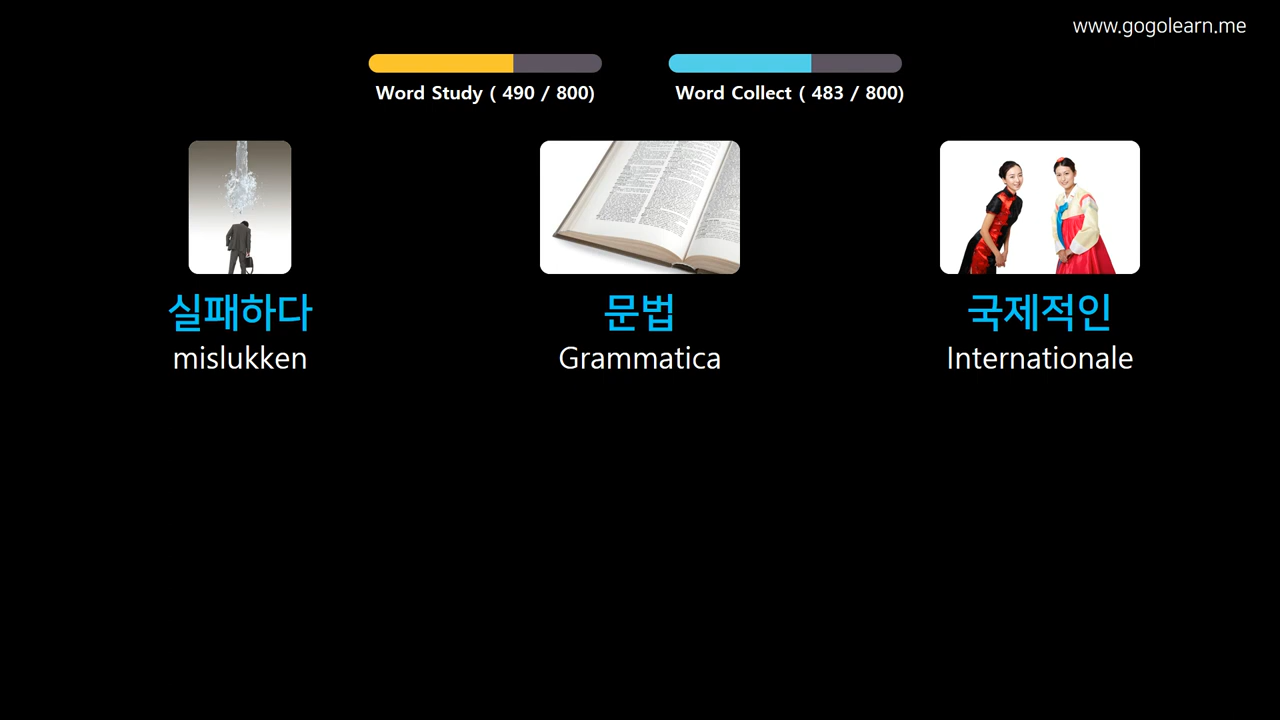 www.gogolearn.me
Word Study ( 490 / 800)
Word Collect ( 483 / 800)
실패하다
mislukken
문법
Grammatica
국제적인
Internationale